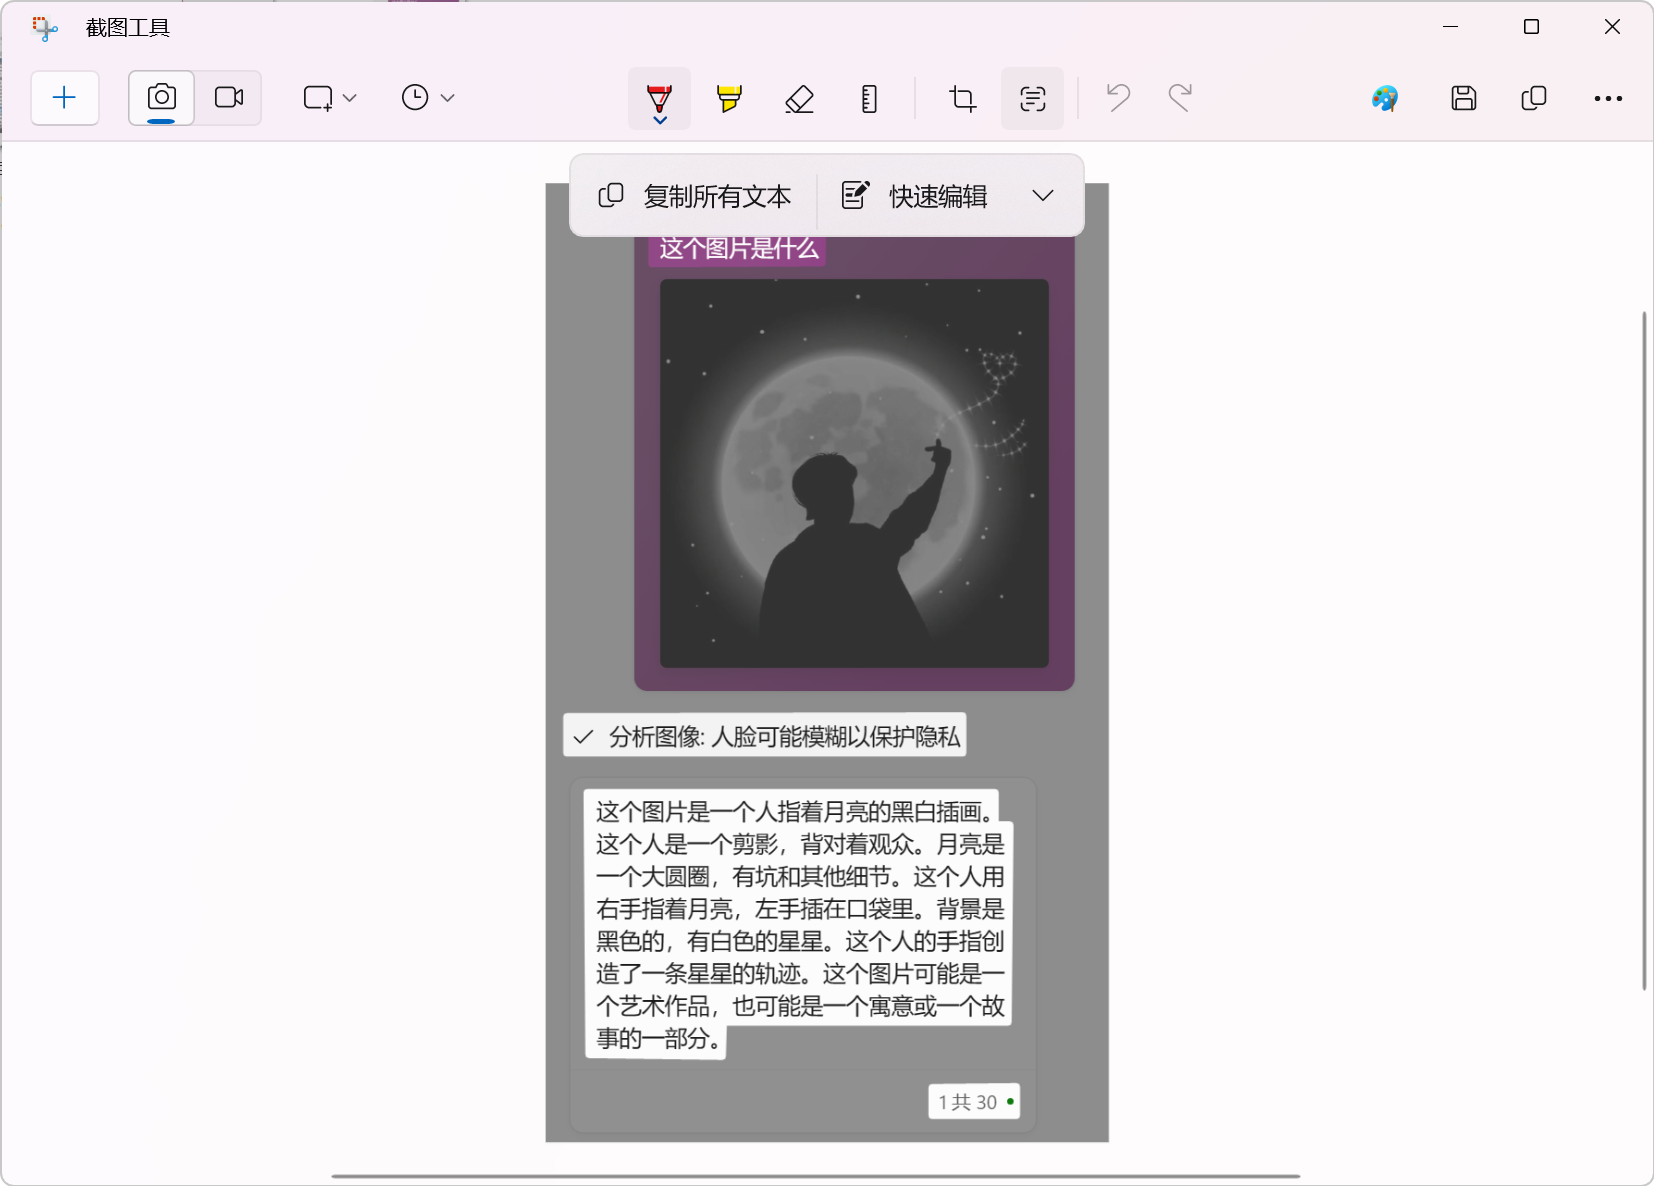 截图工具
复制所有文本
快速编辑
这个图片是什么
分析图像: 人脸可能模糊以保护隐私
这个图片是一个人指着月亮的黑白插画。
这个人是一个剪影，背对着观众。月亮是
一个大圆圈，有坑和其他细节。这个人用
右手指着月亮，左手插在口袋里。背景是
黑色的，有白色的星星。这个人的手指创
造了一条星星的轨迹。这个图片可能是一
个艺术作品，也可能是一个寓意或一个故
事的一部分。
1 共 30